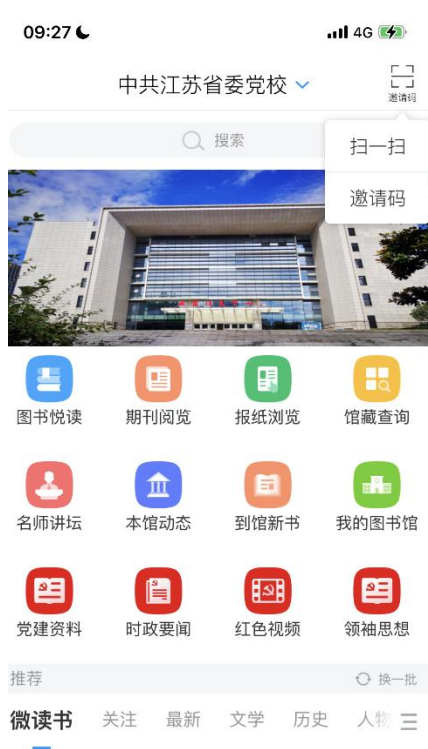 09:27
4G
中共江苏省委党校
邀请码
搜索
扫一扫
邀请码
图书悦读 期刊阅览 报纸浏览 馆藏查询
名师讲坛 本馆动态 到馆新书 我的图书馆
党建资料 时政要闻 红色视频 领袖思想
推荐 换一批
微读书 关注 最新 文学 历史 人物